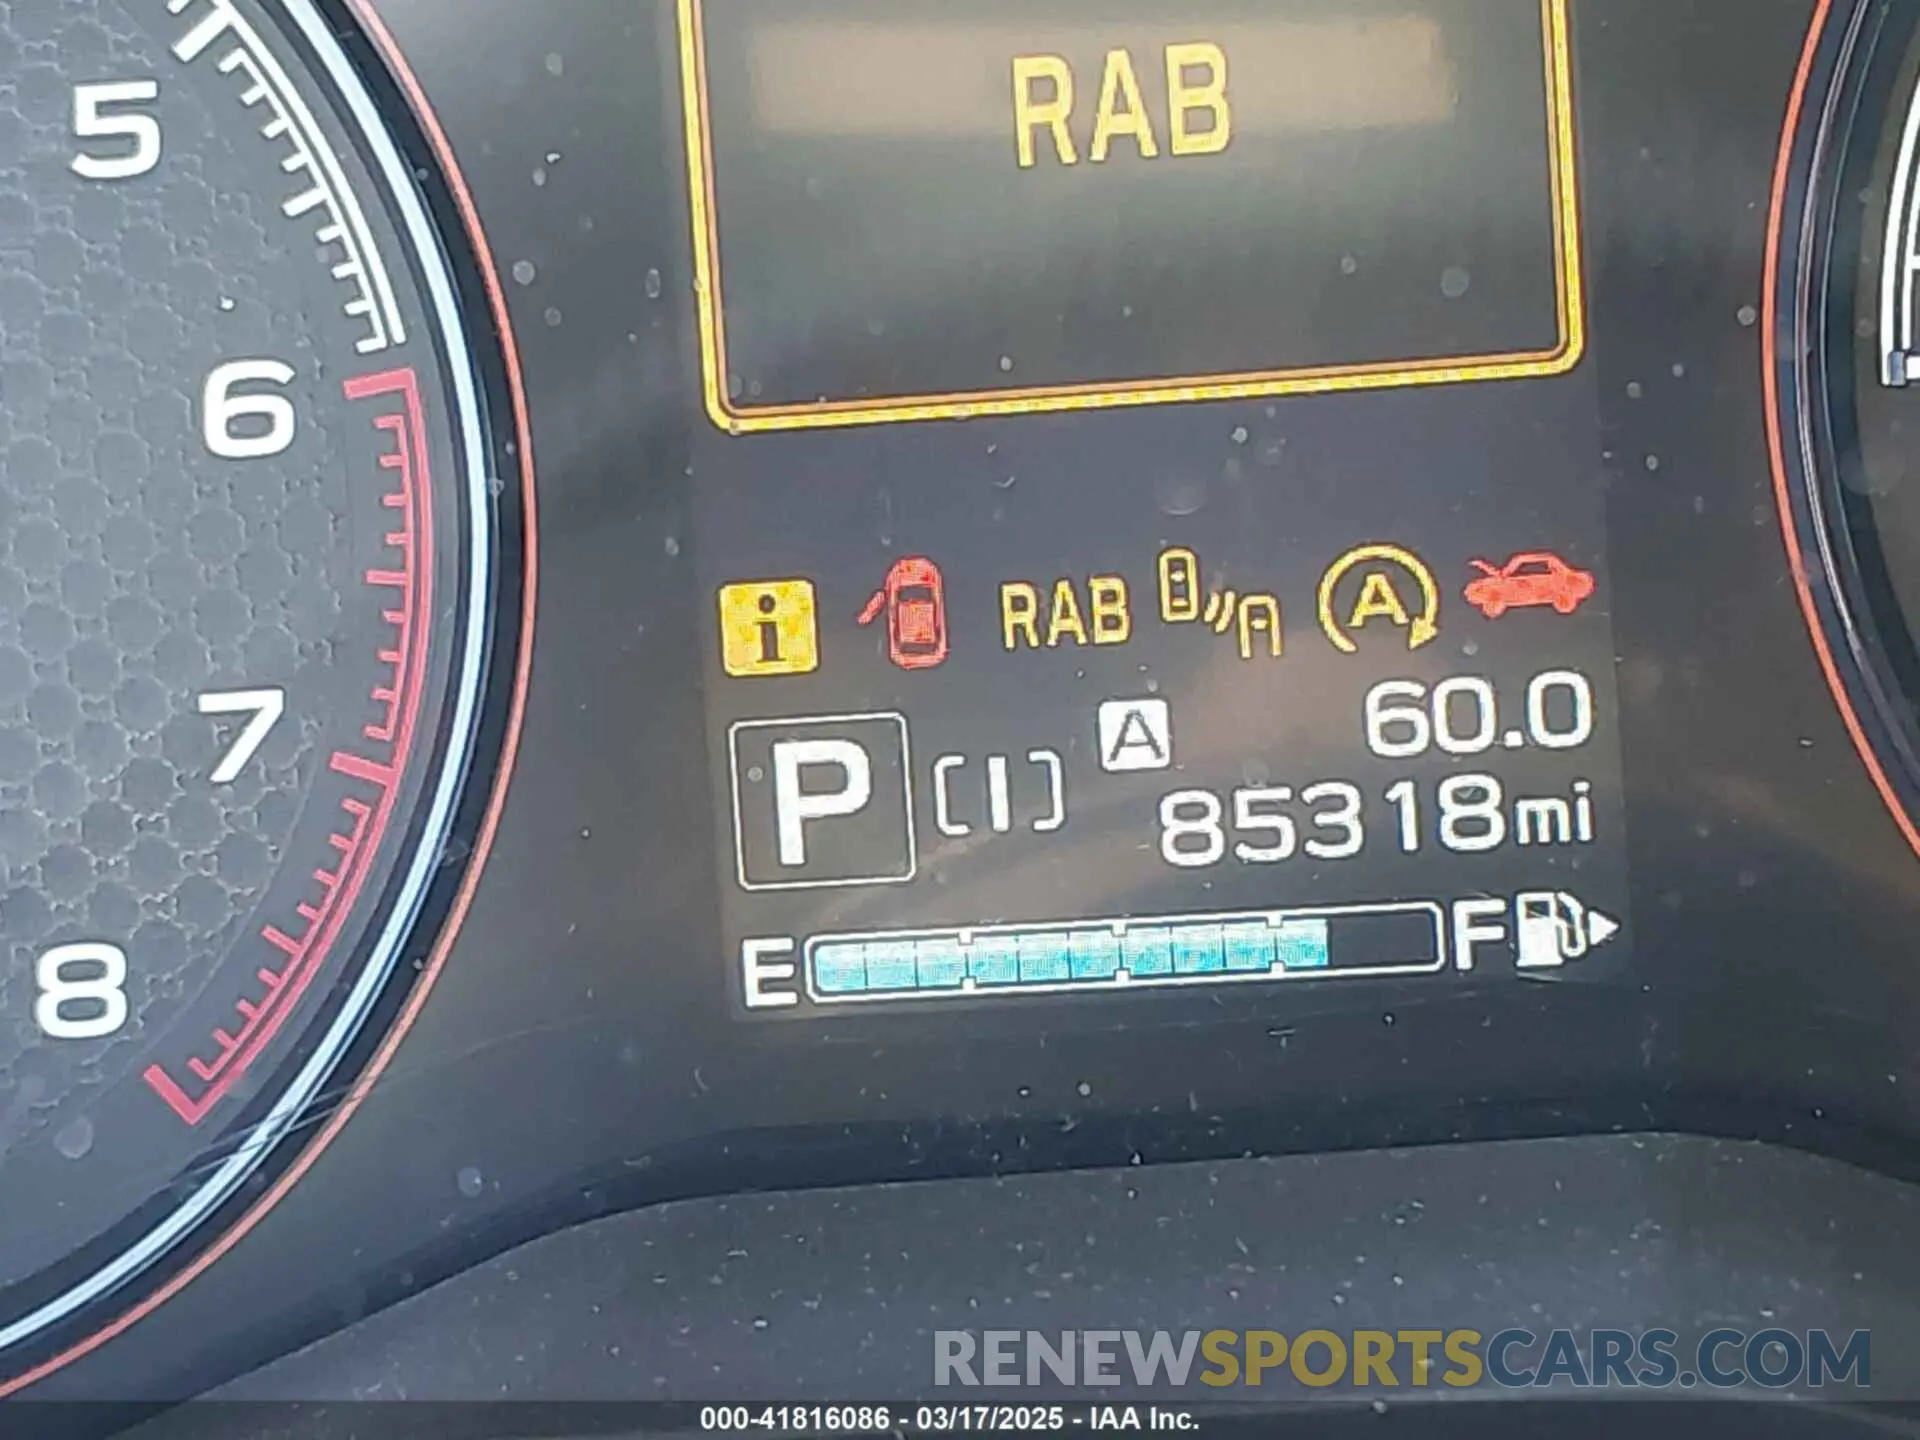 RAB
5
6
7
8
i RAB A
P [I] A 60.0
85318mi
E F
RENEWSPORTSCARS.COM
000-41816086 - 03/17/2025 - IAA Inc.